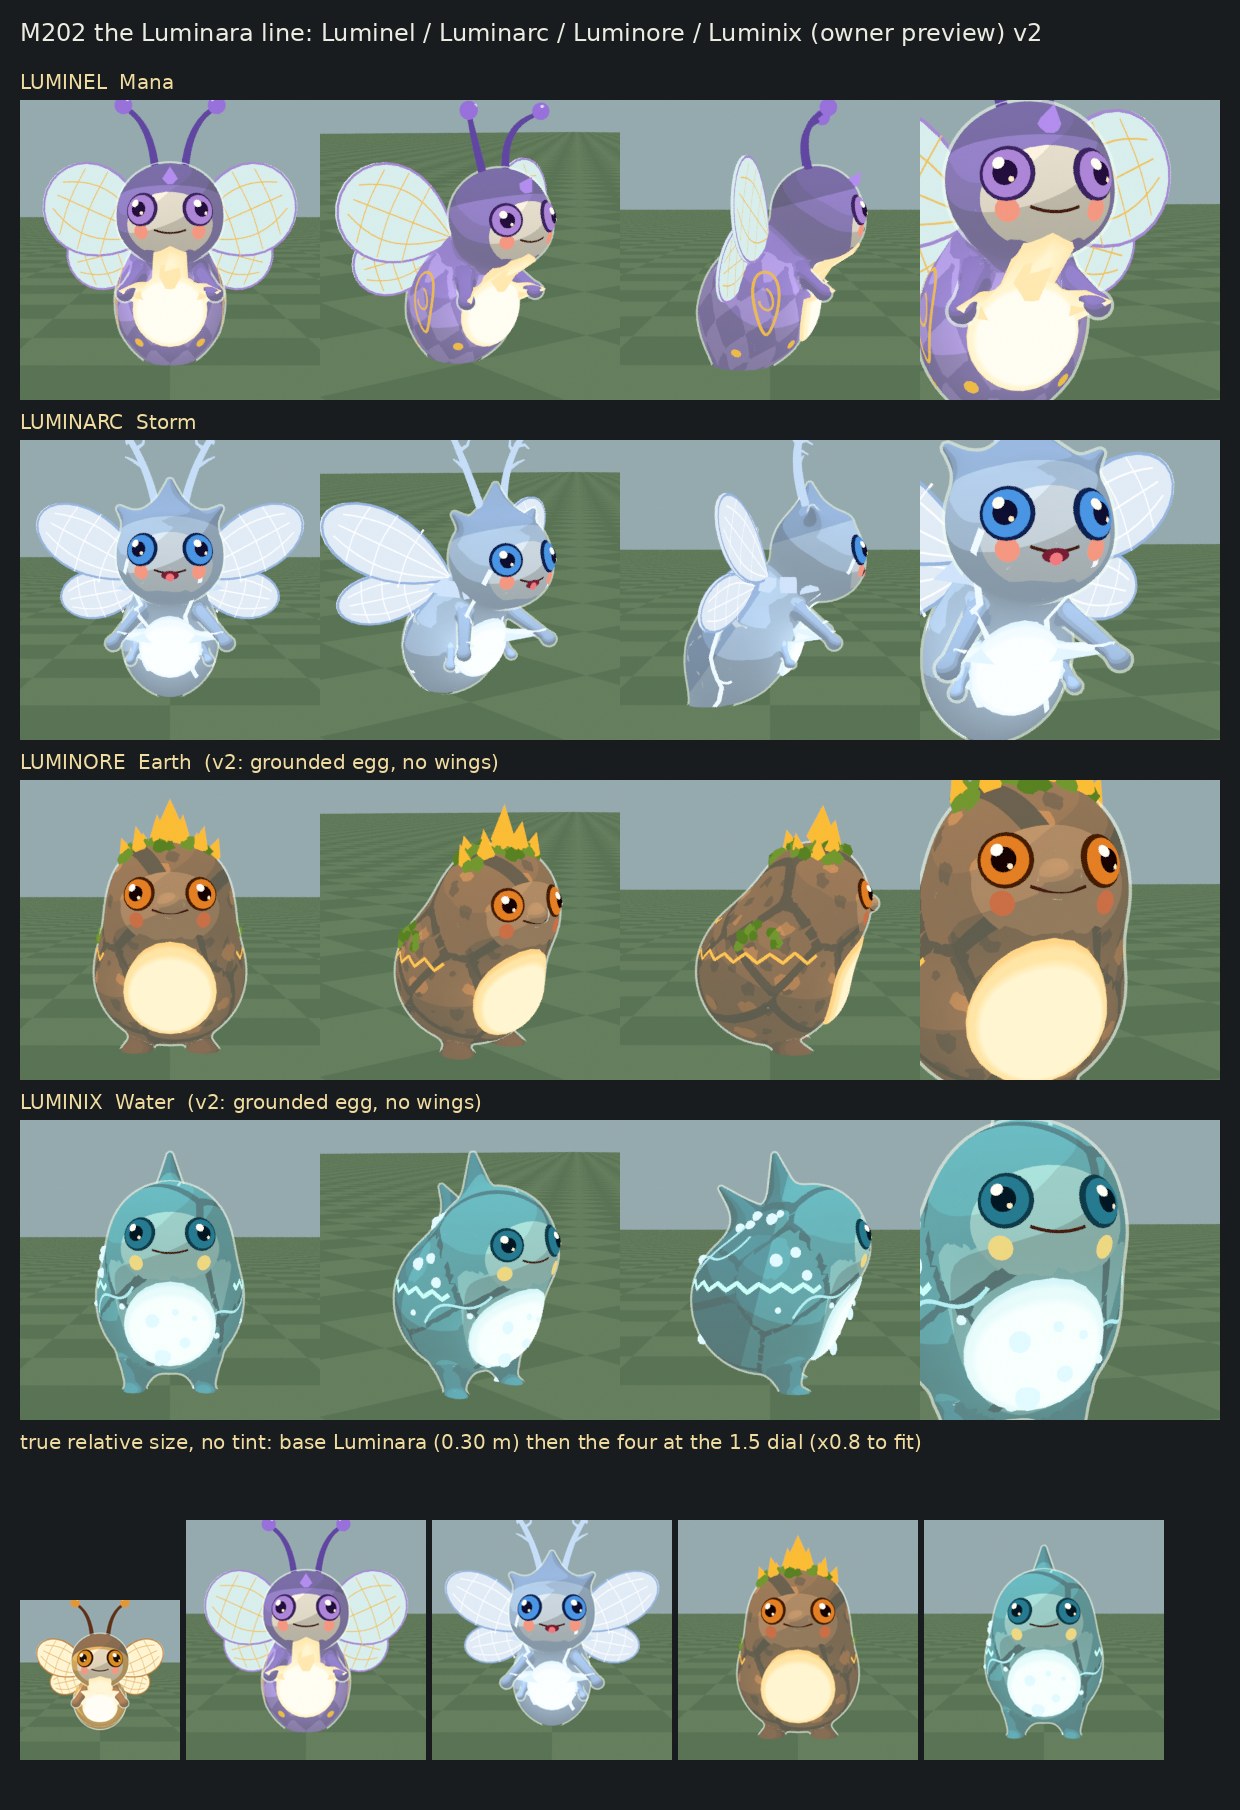 M202 the Luminara line: Luminel / Luminarc / Luminore / Luminix (owner preview) v2
LUMINEL  Mana
LUMINARC  Storm
LUMINORE  Earth  (v2: grounded egg, no wings)
LUMINIX  Water  (v2: grounded egg, no wings)
true relative size, no tint: base Luminara (0.30 m) then the four at the 1.5 dial (x0.8 to fit)